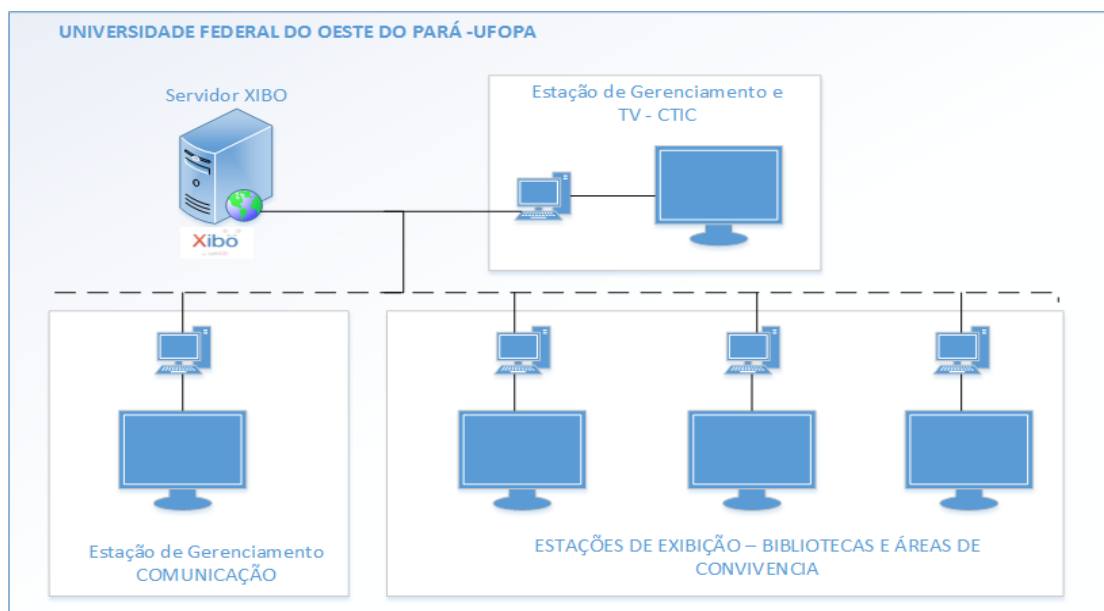 UNIVERSIDADE FEDERAL DO OESTE DO PARÁ -UFOPA
Servidor XIBO
Xibo
Estação de Gerenciamento e
TV - CTIC
Estação de Gerenciamento
COMUNICAÇÃO
ESTAÇÕES DE EXIBIÇÃO – BIBLIOTECAS E ÁREAS DE
CONVIVENCIA